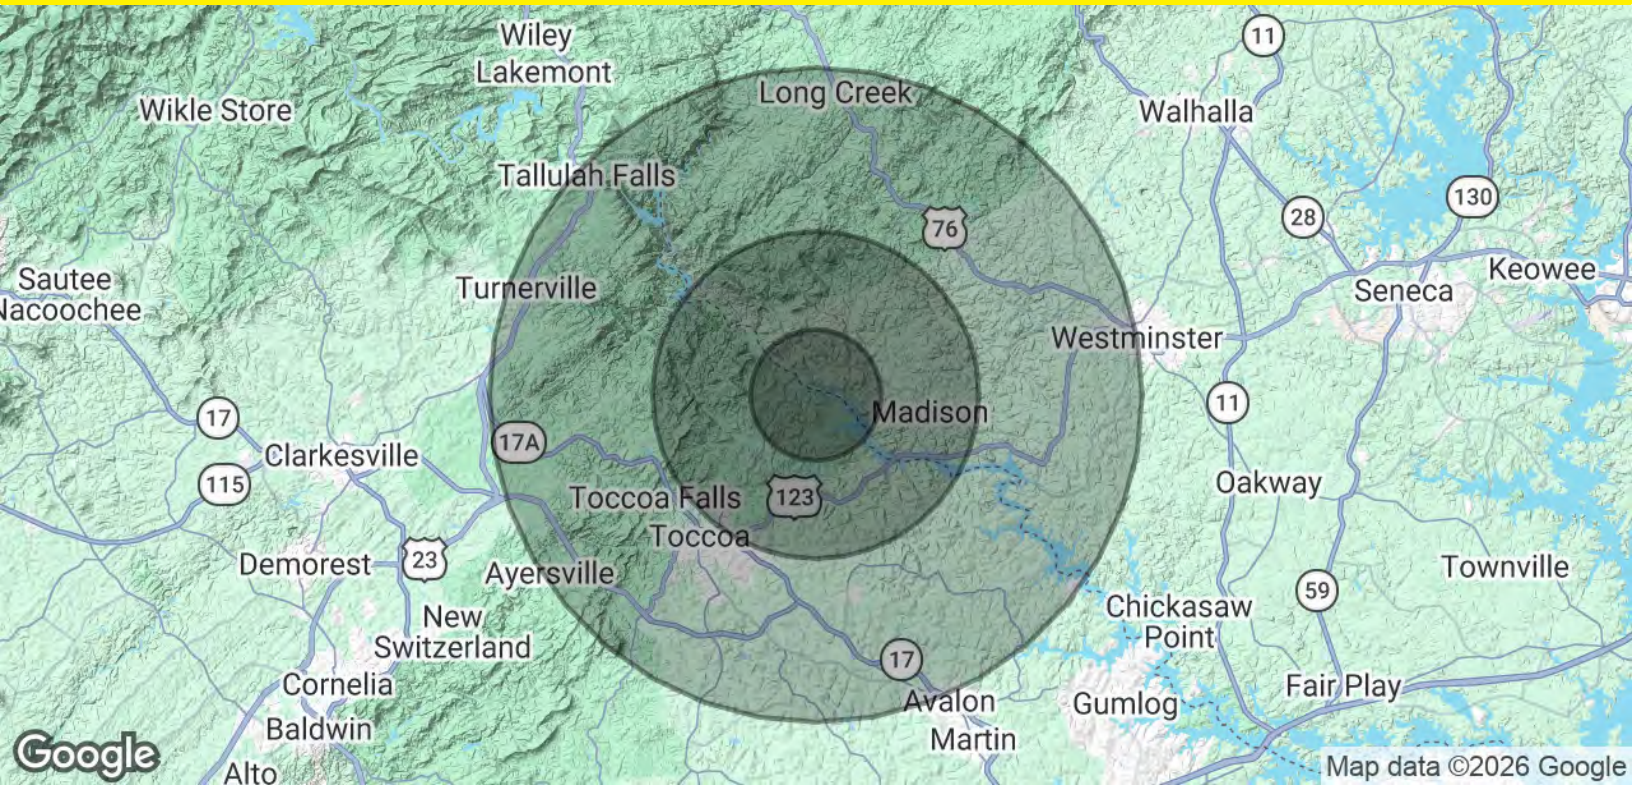 Wiley
Lakemont
11
Long Creek
Wikle Store
Walhalla
Tallulah Falls
130
28
76
Sautee
Nacoochee
Turnerville
Keowee
Seneca
Westminster
17
11
Madison
17A
Clarkesville
115
Toccoa Falls
123
Oakway
Toccoa
Demorest
23
Ayersville
Townville
59
New
Switzerland
Chickasaw
Point
17
Cornelia
Avalon
Gumlog
Fair Play
Baldwin
Martin
Google
Alto
Map data ©2026 Google